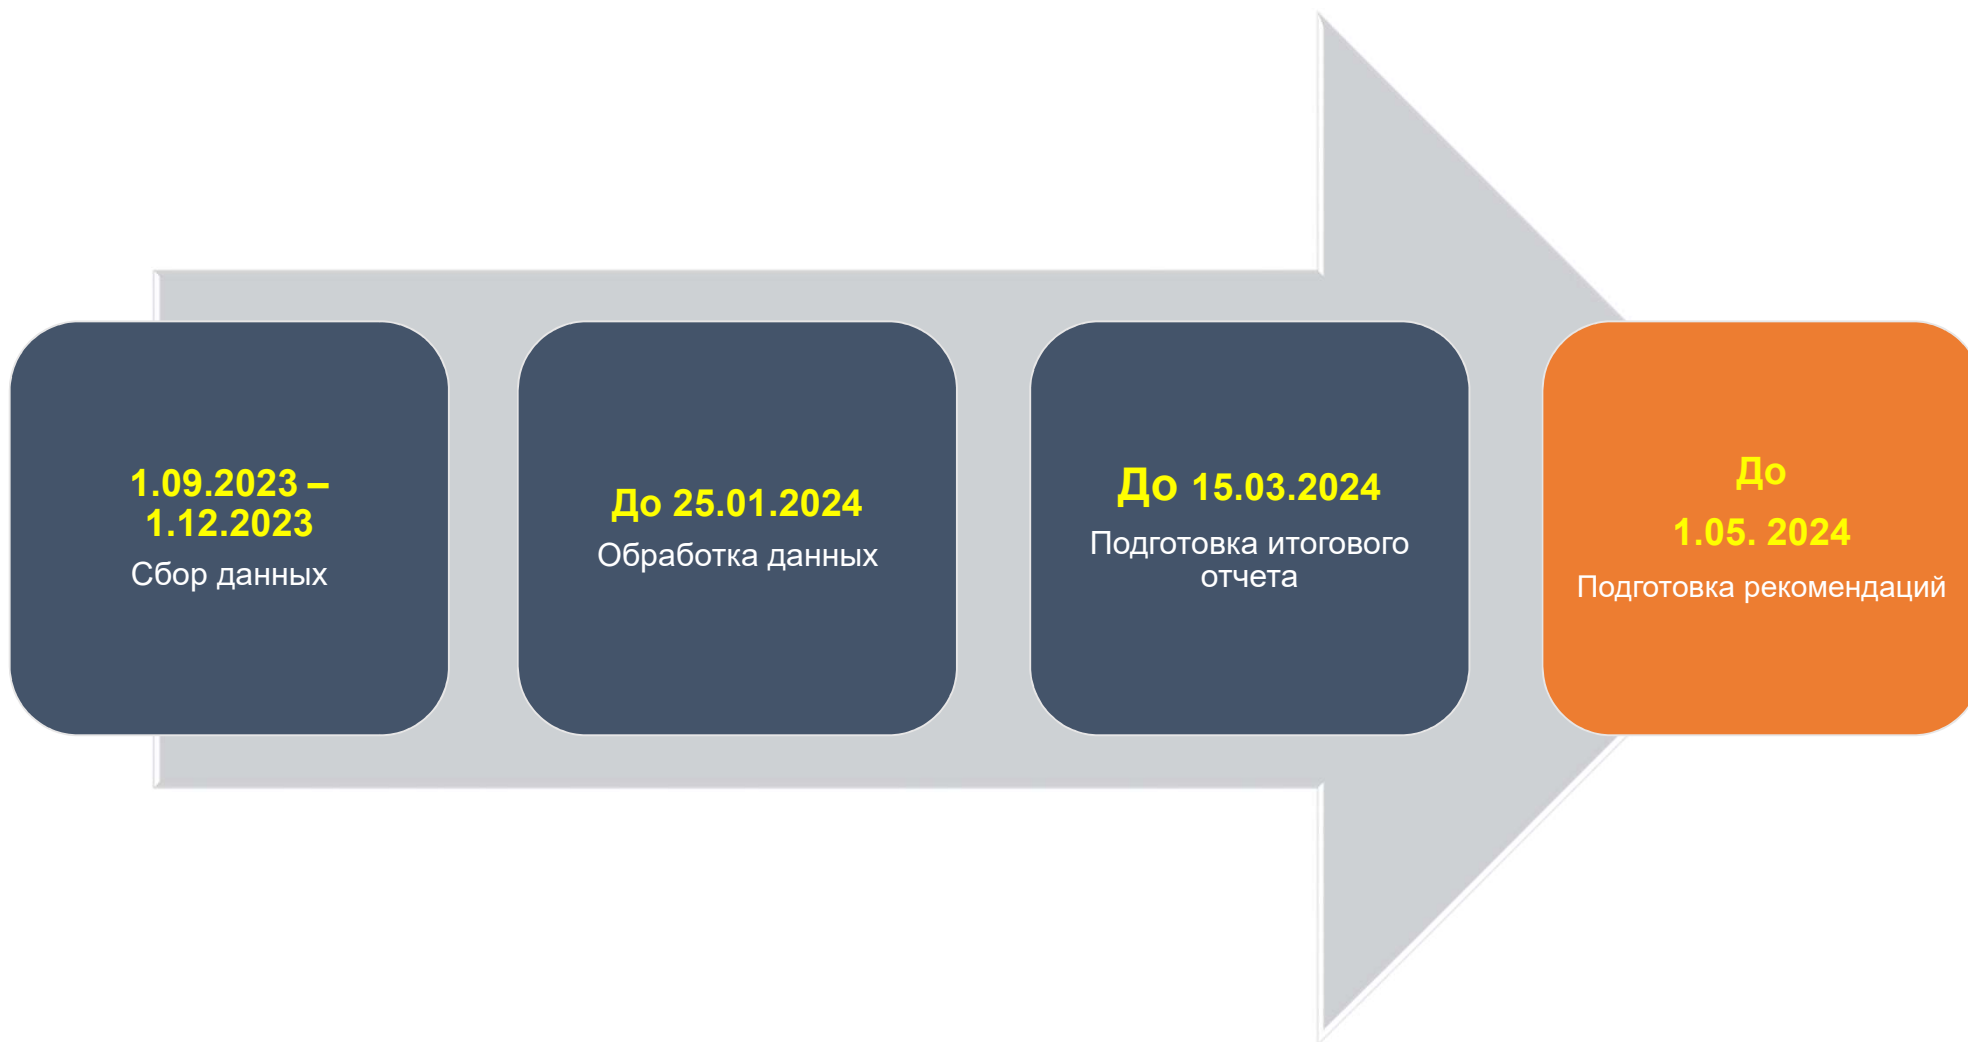 1.09.2023 –
1.12.2023
Сбор данных
До 25.01.2024
Обработка данных
До 15.03.2024
Подготовка итогового
отчета
До
1.05. 2024
Подготовка рекомендаций